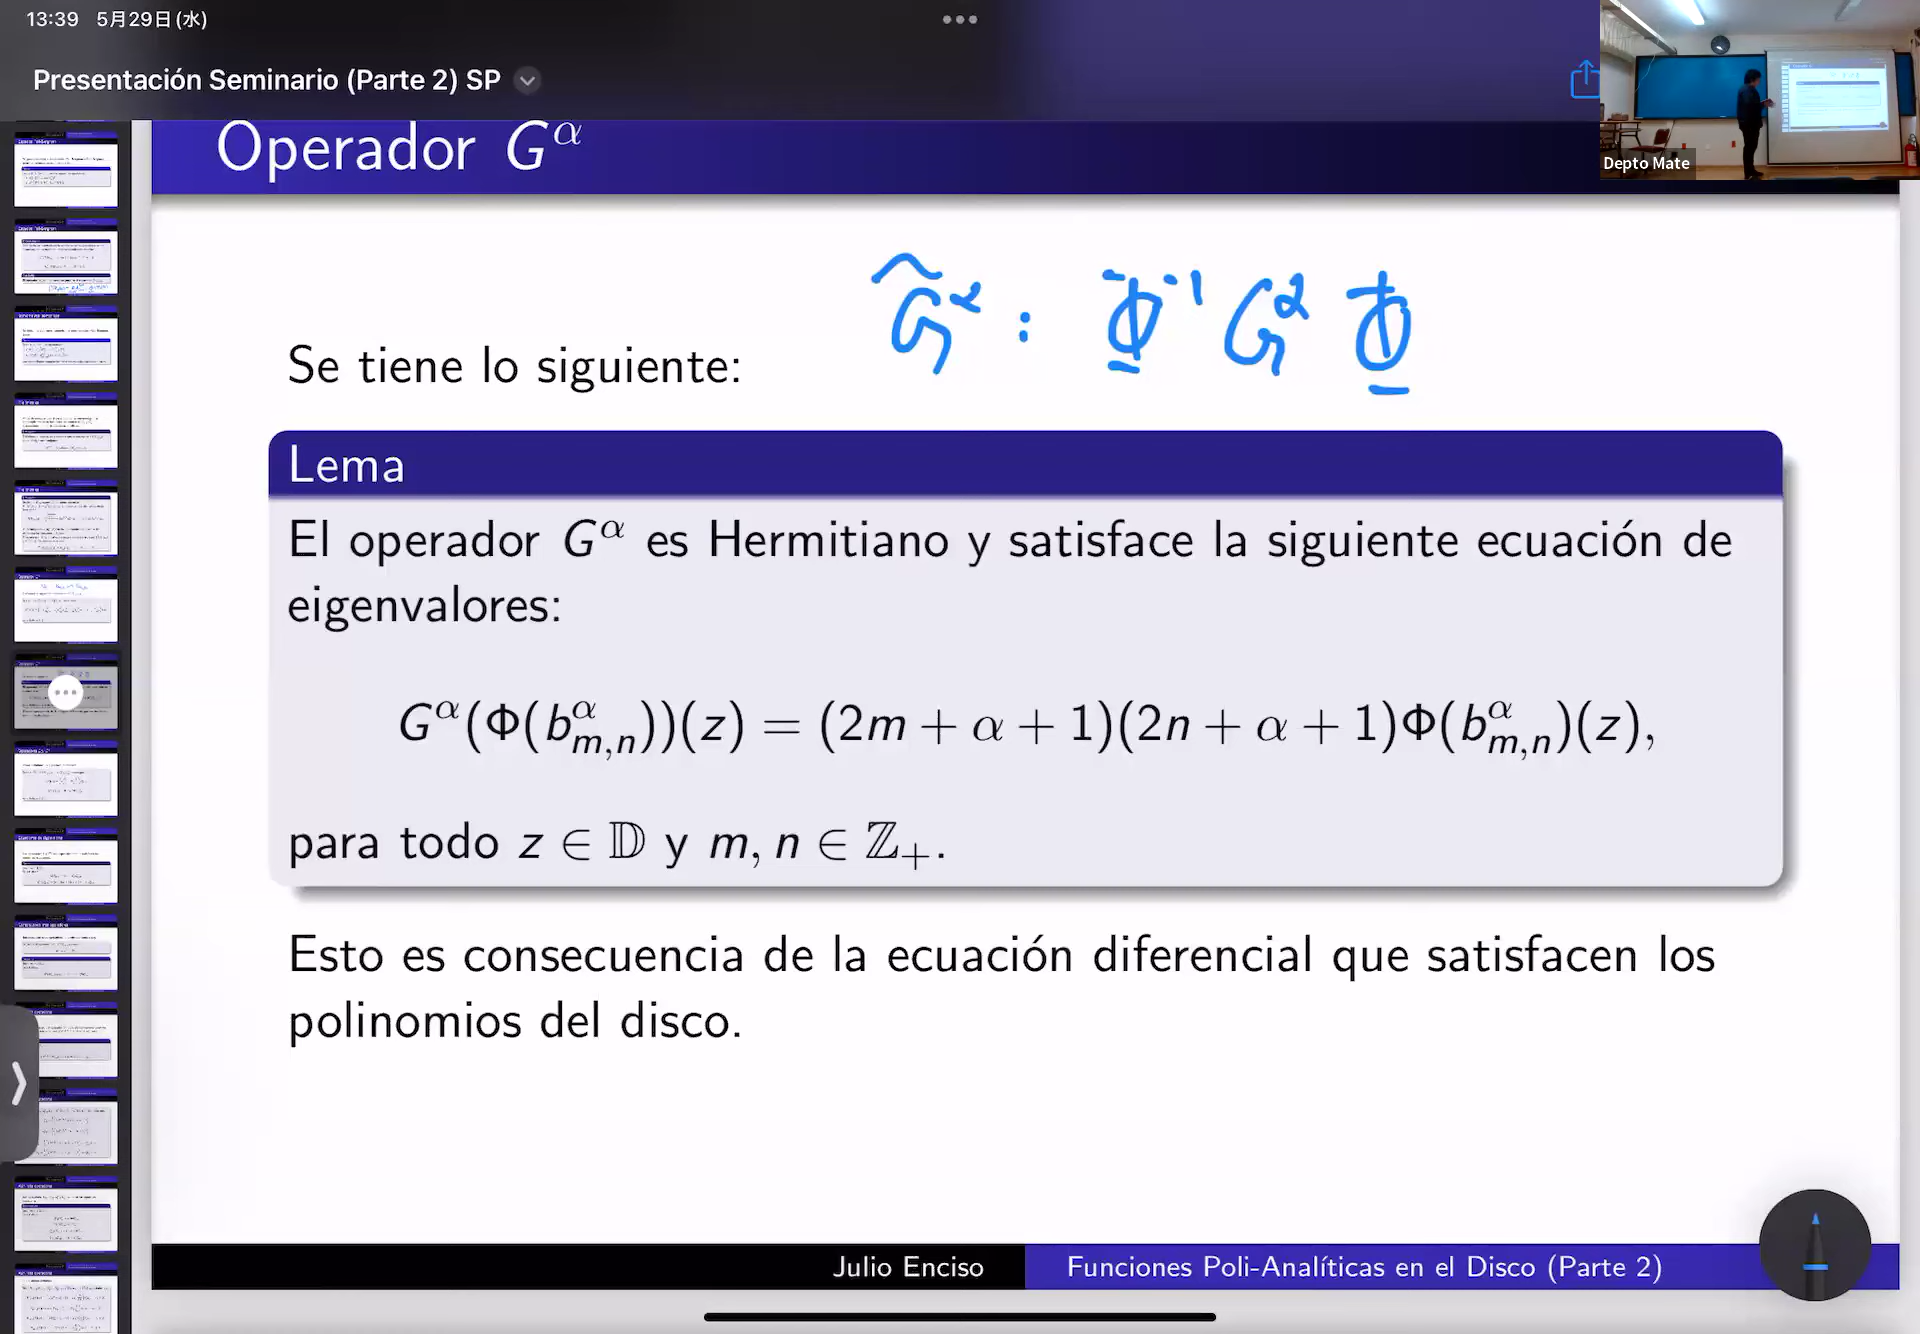 13:39 5月29日(水)
Presentación Seminario (Parte 2) SP
Depto Mate
Operador G^α
Ĝ^α : Φ^-1 G^α Φ
Se tiene lo siguiente:
Lema
El operador G^α es Hermitiano y satisface la siguiente ecuación de
eigenvalores:
G^α(Φ(b^α_{m,n}))(z) = (2m + α + 1)(2n + α + 1)Φ(b^α_{m,n})(z),
para todo z ∈ 𝔻 y m, n ∈ ℤ_+.
Esto es consecuencia de la ecuación diferencial que satisfacen los
polinomios del disco.
Julio Enciso
Funciones Poli-Analíticas en el Disco (Parte 2)